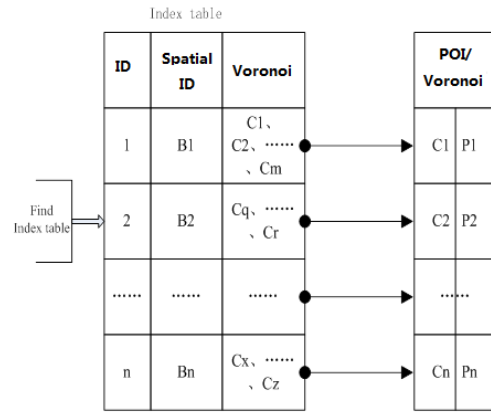 Index table
ID Spatial ID Voronoi
POI/ Voronoi
1 B1 C1、 C2、…… 、Cm
C1 P1
Find Index table
2 B2 Cq、…… 、Cr
C2 P2
…… …… ……
……
n Bn Cx、…… 、Cz
Cn Pn